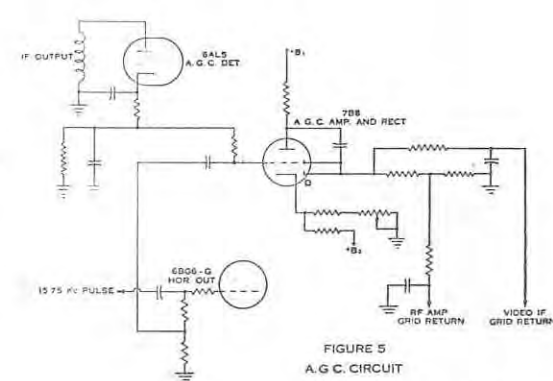 IF OUTPUT
6AL5
A.G.C. DET.
+B₁
7B6
A.G.C. AMP. AND RECT
D
+B₂
6BG6-G
HOR OUT
15.75 KC PULSE
RF AMP
GRID RETURN
VIDEO IF
GRID RETURN
FIGURE 5
A.G.C. CIRCUIT